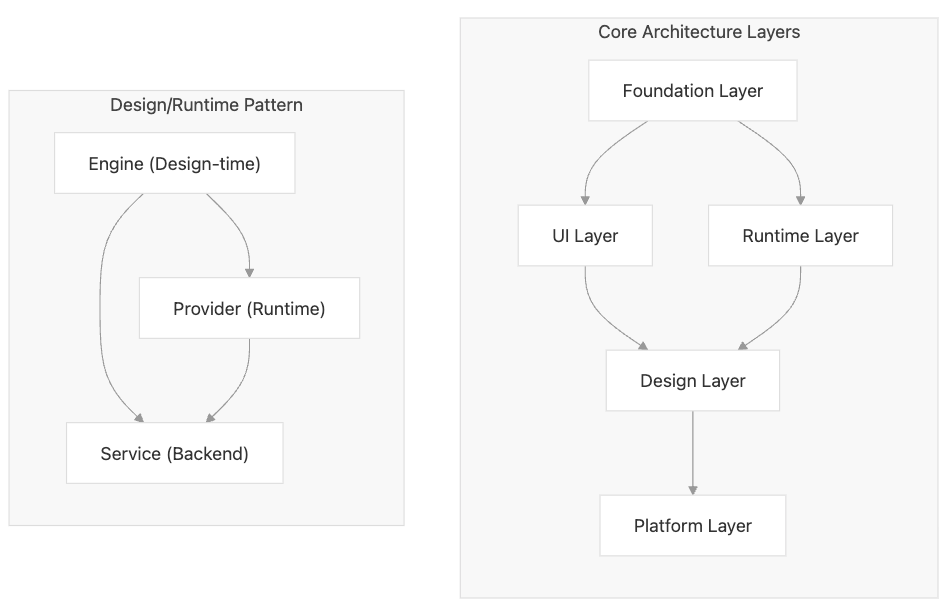 Design/Runtime Pattern
Engine (Design-time)
Provider (Runtime)
Service (Backend)
Core Architecture Layers
Foundation Layer
UI Layer
Runtime Layer
Design Layer
Platform Layer